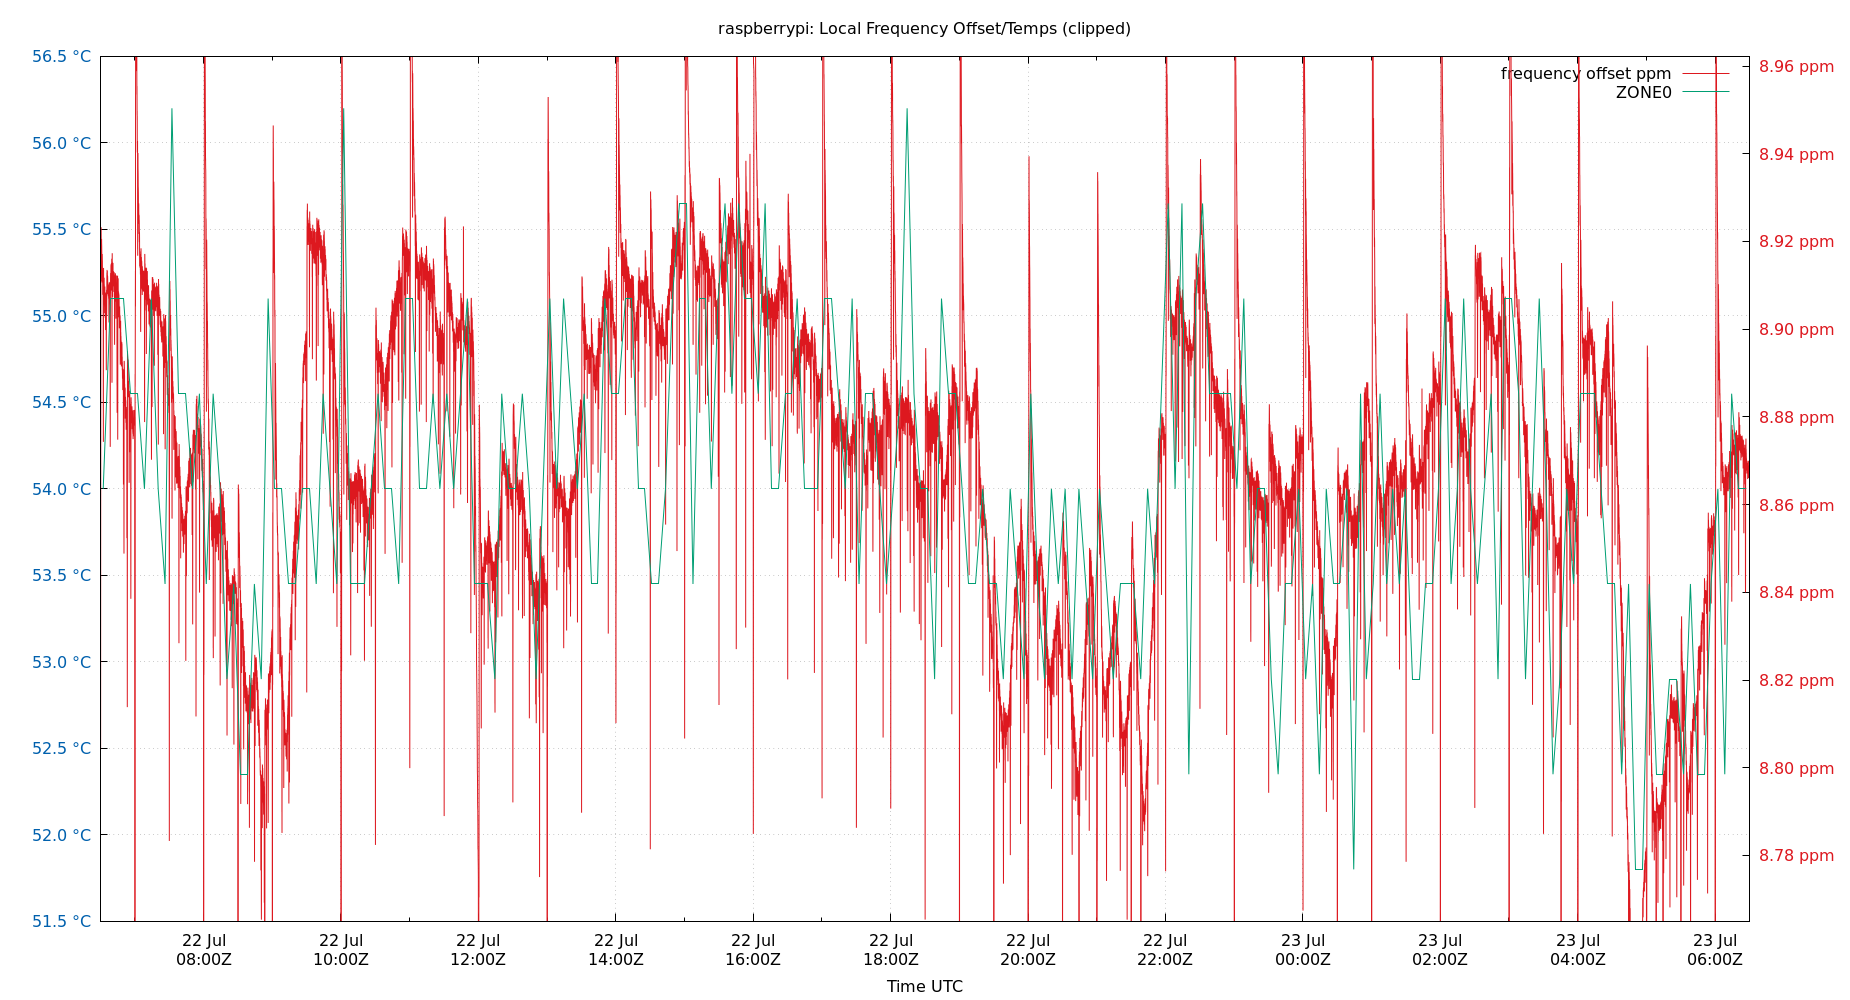 raspberrypi: Local Frequency Offset/Temps (clipped)
56.5 °C
56.0 °C
55.5 °C
55.0 °C
54.5 °C
54.0 °C
53.5 °C
53.0 °C
52.5 °C
52.0 °C
51.5 °C
frequency offset ppm
ZONE0
8.96 ppm
8.94 ppm
8.92 ppm
8.90 ppm
8.88 ppm
8.86 ppm
8.84 ppm
8.82 ppm
8.80 ppm
8.78 ppm
22 Jul 22 Jul 22 Jul 22 Jul 22 Jul 22 Jul 22 Jul 22 Jul 23 Jul 23 Jul 23 Jul 23 Jul
08:00Z 10:00Z 12:00Z 14:00Z 16:00Z 18:00Z 20:00Z 22:00Z 00:00Z 02:00Z 04:00Z 06:00Z
Time UTC